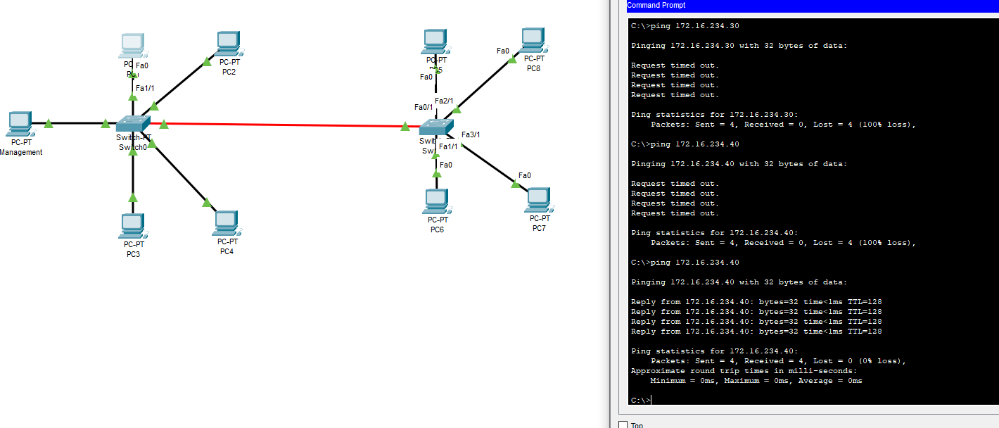 Command Prompt
C:\>ping 172.16.234.30
Pinging 172.16.234.30 with 32 bytes of data:
Request timed out.
Request timed out.
Request timed out.
Request timed out.
Ping statistics for 172.16.234.30:
Packets: Sent = 4, Received = 0, Lost = 4 (100% loss),
C:\>ping 172.16.234.40
Pinging 172.16.234.40 with 32 bytes of data:
Request timed out.
Request timed out.
Request timed out.
Request timed out.
Ping statistics for 172.16.234.40:
Packets: Sent = 4, Received = 0, Lost = 4 (100% loss),
C:\>ping 172.16.234.40
Pinging 172.16.234.40 with 32 bytes of data:
Reply from 172.16.234.40: bytes=32 time<1ms TTL=128
Reply from 172.16.234.40: bytes=32 time<1ms TTL=128
Reply from 172.16.234.40: bytes=32 time<1ms TTL=128
Reply from 172.16.234.40: bytes=32 time<1ms TTL=128
Ping statistics for 172.16.234.40:
Packets: Sent = 4, Received = 4, Lost = 0 (0% loss),
Approximate round trip times in milli-seconds:
Minimum = 0ms, Maximum = 0ms, Average = 0ms
C:\>
Top
Fa0
Fa1/1
PC-PT
PC2
PC-PT
Management
Switch-PT
Switch0
PC-PT
PC3
PC-PT
PC4
PC-PT
Fa0
Fa0
PC-PT
PC8
Fa2/1
Fa0/1
Fa3/1
Fa1/1
Fa0
Fa0
PC-PT
PC6
PC-PT
PC7